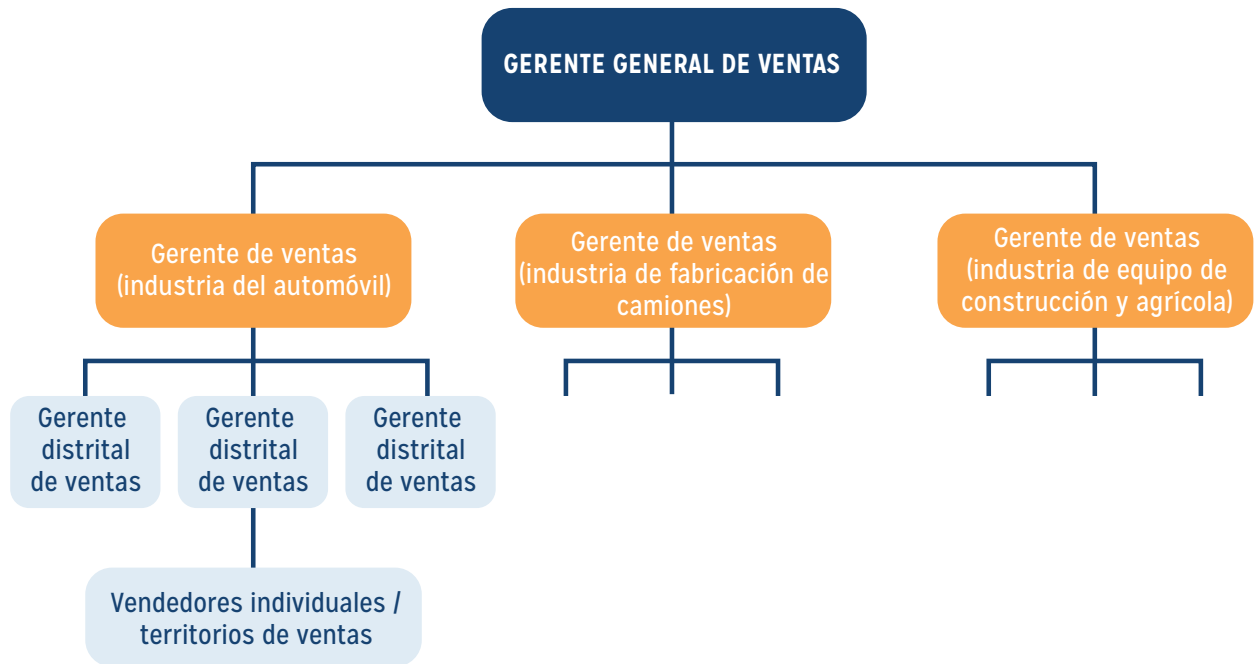 GERENTE GENERAL DE VENTAS
Gerente de ventas
(industria del automóvil)
Gerente de ventas
(industria de fabricación de
camiones)
Gerente de ventas
(industria de equipo de
construcción y agrícola)
Gerente
distrital
de ventas
Gerente
distrital
de ventas
Gerente
distrital
de ventas
Vendedores individuales /
territorios de ventas